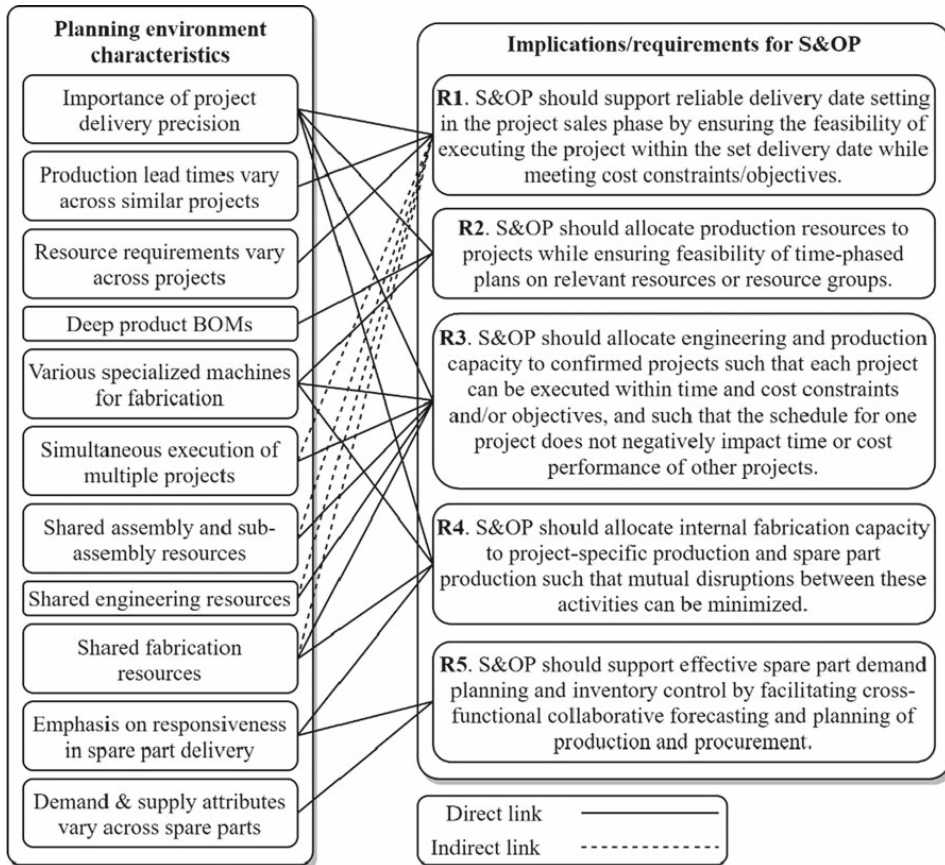 Planning environment
characteristics
Importance of project
delivery precision
Production lead times vary
across similar projects
Resource requirements vary
across projects
Deep product BOMs
Various specialized machines
for fabrication
Simultaneous execution of
multiple projects
Shared assembly and sub-
assembly resources
Shared engineering resources
Shared fabrication
resources
Emphasis on responsiveness
in spare part delivery
Demand & supply attributes
vary across spare parts
Implications/requirements for S&OP
R1. S&OP should support reliable delivery date setting
in the project sales phase by ensuring the feasibility of
executing the project within the set delivery date while
meeting cost constraints/objectives.
R2. S&OP should allocate production resources to
projects while ensuring feasibility of time-phased
plans on relevant resources or resource groups.
R3. S&OP should allocate engineering and production
capacity to confirmed projects such that each project
can be executed within time and cost constraints
and/or objectives, and such that the schedule for one
project does not negatively impact time or cost
performance of other projects.
R4. S&OP should allocate internal fabrication capacity
to project-specific production and spare part
production such that mutual disruptions between these
activities can be minimized.
R5. S&OP should support effective spare part demand
planning and inventory control by facilitating cross-
functional collaborative forecasting and planning of
production and procurement.
Direct link
Indirect link